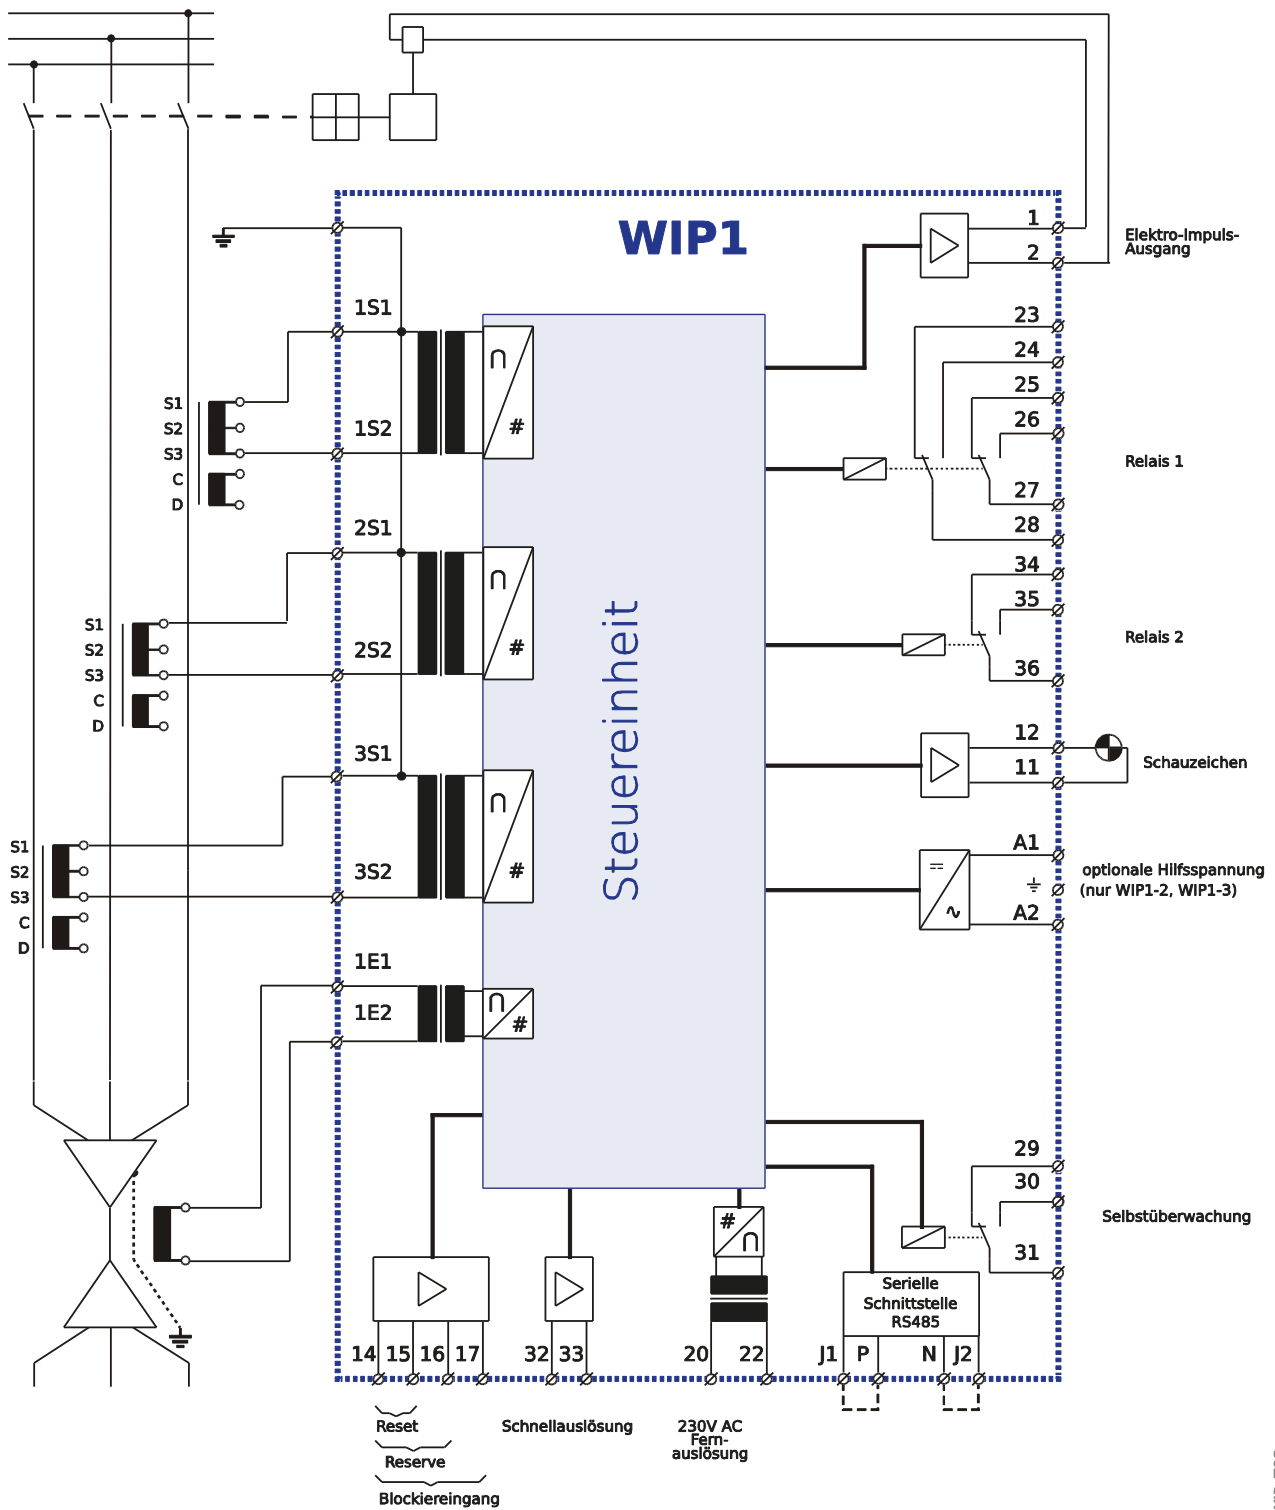 WIP1
1
2
Elektro-Impuls-
Ausgang
1S1
23
24
25
26
S1
S2
S3
C
D
1S2
#
Relais 1
27
28
2S1
34
35
S1
S2
S3
C
D
2S2
#
Steuereinheit
Relais 2
36
3S1
12
11
Schauzeichen
S1
S2
S3
C
D
3S2
#
A1
optionale Hilfsspannung
(nur WIP1-2, WIP1-3)
A2
1E1
1E2
#
29
30
Selbstüberwachung
31
#
Serielle
Schnittstelle
RS485
14 15 16 17 32 33 20 22 J1 P N J2
Reset
Reserve
Blockiereingang
Schnellauslösung
230V AC
Fern-
auslösung